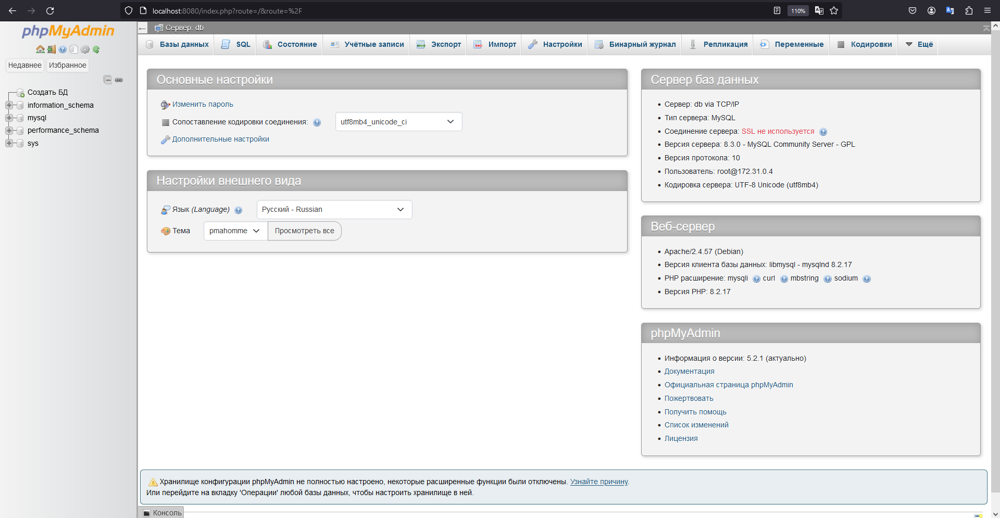 localhost:8080/index.php?route=/&route=%2F
110%
phpMyAdmin
Недавнее Избранное
Создать БД
information_schema
mysql
performance_schema
sys
Сервер: db
Базы данных SQL Состояние Учётные записи Экспорт Импорт Настройки Бинарный журнал Репликация Переменные Кодировки Ещё
Основные настройки
Изменить пароль
Сопоставление кодировки соединения: utf8mb4_unicode_ci
Дополнительные настройки
Настройки внешнего вида
Язык (Language) Русский - Russian
Тема pmahomme Просмотреть все
Сервер баз данных
Сервер: db via TCP/IP
Тип сервера: MySQL
Соединение сервера: SSL не используется
Версия сервера: 8.3.0 - MySQL Community Server - GPL
Версия протокола: 10
Пользователь: root@172.31.0.4
Кодировка сервера: UTF-8 Unicode (utf8mb4)
Веб-сервер
Apache/2.4.57 (Debian)
Версия клиента базы данных: libmysql - mysqlnd 8.2.17
PHP расширение: mysqli curl mbstring sodium
Версия PHP: 8.2.17
phpMyAdmin
Информация о версии: 5.2.1 (актуально)
Документация
Официальная страница phpMyAdmin
Пожертвовать
Получить помощь
Список изменений
Лицензия
Хранилище конфигурации phpMyAdmin не полностью настроено, некоторые расширенные функции были отключены. Узнайте причину.
Или перейдите на вкладку 'Операции' любой базы данных, чтобы настроить хранилище в ней.
Консоль